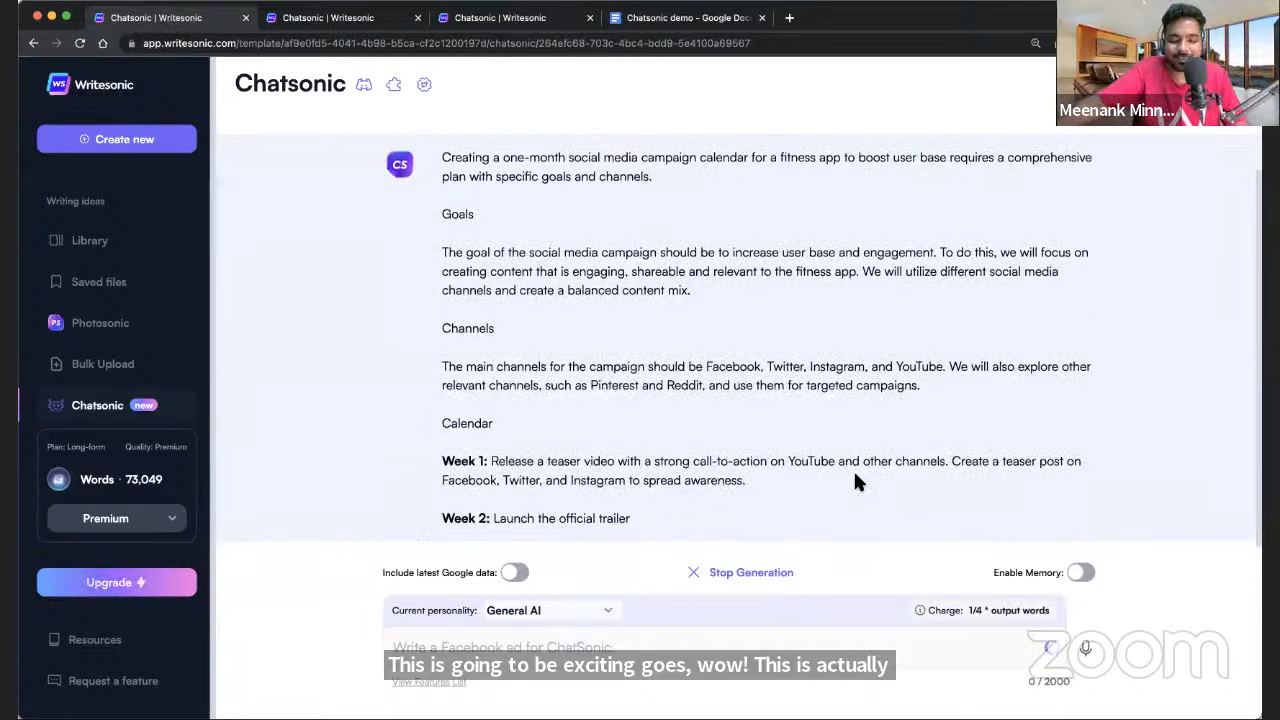 Chatsonic | Writesonic
Chatsonic | Writesonic
Chatsonic | Writesonic
Chatsonic demo - Google Docs
app.writesonic.com/template/af9e0fd5-4041-4b98-b5ca-cf2c1200197d/chatsonic/264efc68-703c-4bc4-bdd9-5e4100a69567
WS Writesonic
Chatsonic
Meenank Minn...
Create new
Writing ideas
Library
Saved files
PS Photosonic
Bulk Upload
Chatsonic new
Plan: Long-form Quality: Premium
Words · 73,049
Premium
Upgrade
Resources
Request a feature
CS
Creating a one-month social media campaign calendar for a fitness app to boost user base requires a comprehensive
plan with specific goals and channels.
Goals
The goal of the social media campaign should be to increase user base and engagement. To do this, we will focus on
creating content that is engaging, shareable and relevant to the fitness app. We will utilize different social media
channels and create a balanced content mix.
Channels
The main channels for the campaign should be Facebook, Twitter, Instagram, and YouTube. We will also explore other
relevant channels, such as Pinterest and Reddit, and use them for targeted campaigns.
Calendar
Week 1: Release a teaser video with a strong call-to-action on YouTube and other channels. Create a teaser post on
Facebook, Twitter, and Instagram to spread awareness.
Week 2: Launch the official trailer
Include latest Google data:
Stop Generation
Enable Memory:
Current personality: General AI
Charge: 1/4 * output words
Write a Facebook ad for ChatSonic.
This is going to be exciting goes, wow! This is actually
View Features List
0 / 2000
zoom